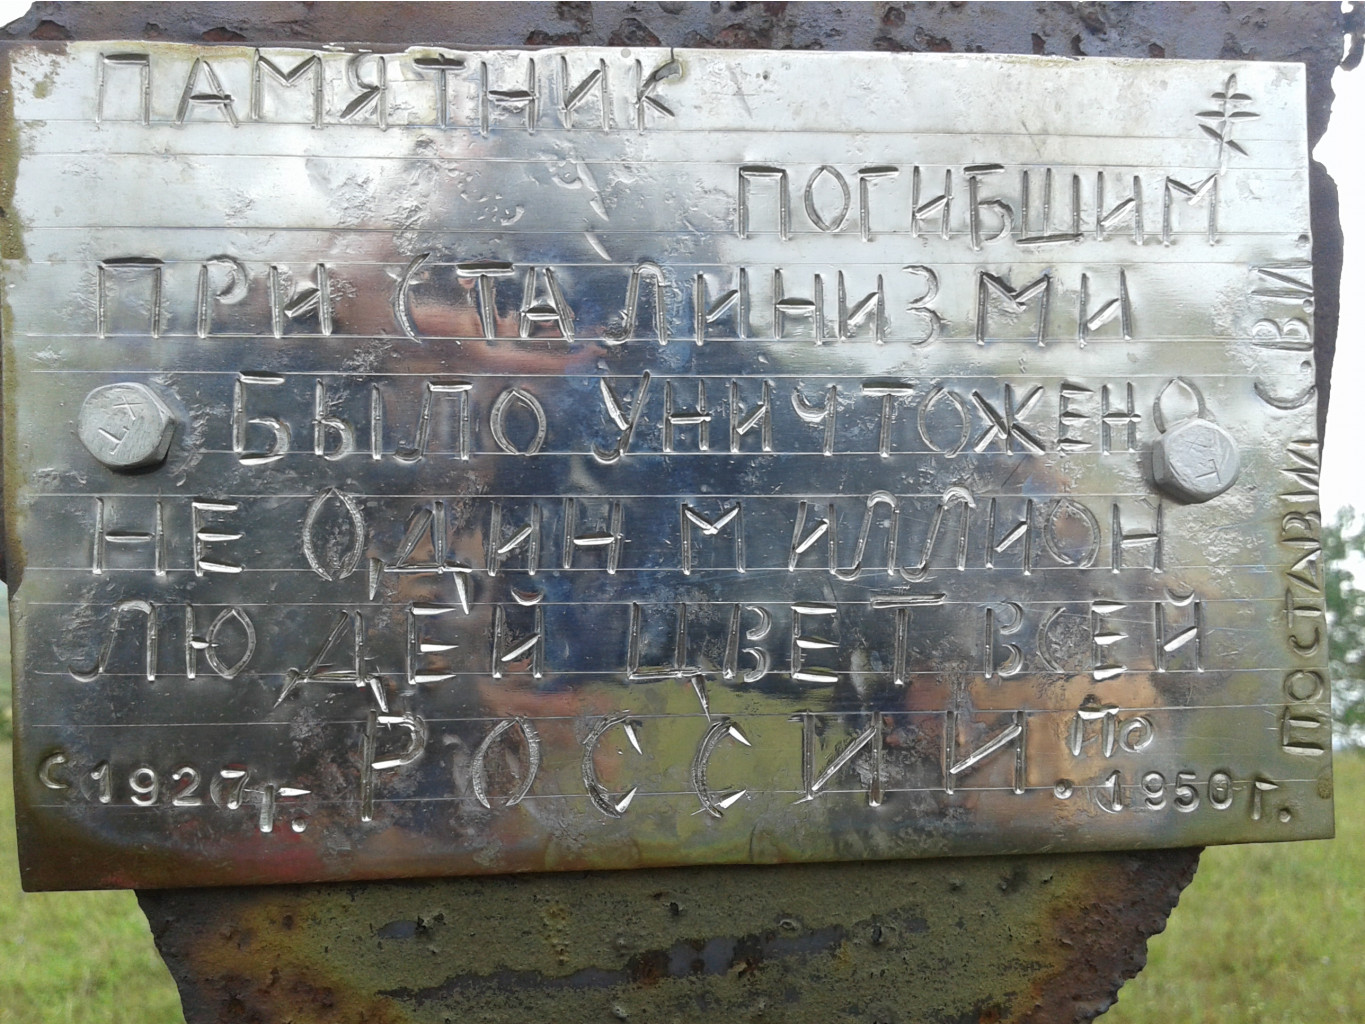 ПАМЯТНИК
ПОГИБШИМ
ПРИ СТАЛИНИЗМИ
БЫЛО УНИЧТОЖЕНО
НЕ ОДИН МИЛЛИОН
ЛЮДЕЙ ЦВЕТ ВСЕЙ
РОССИИ
С 1927 г. ПО 1950 г.
ПОСТАВИЛ С.В.И.